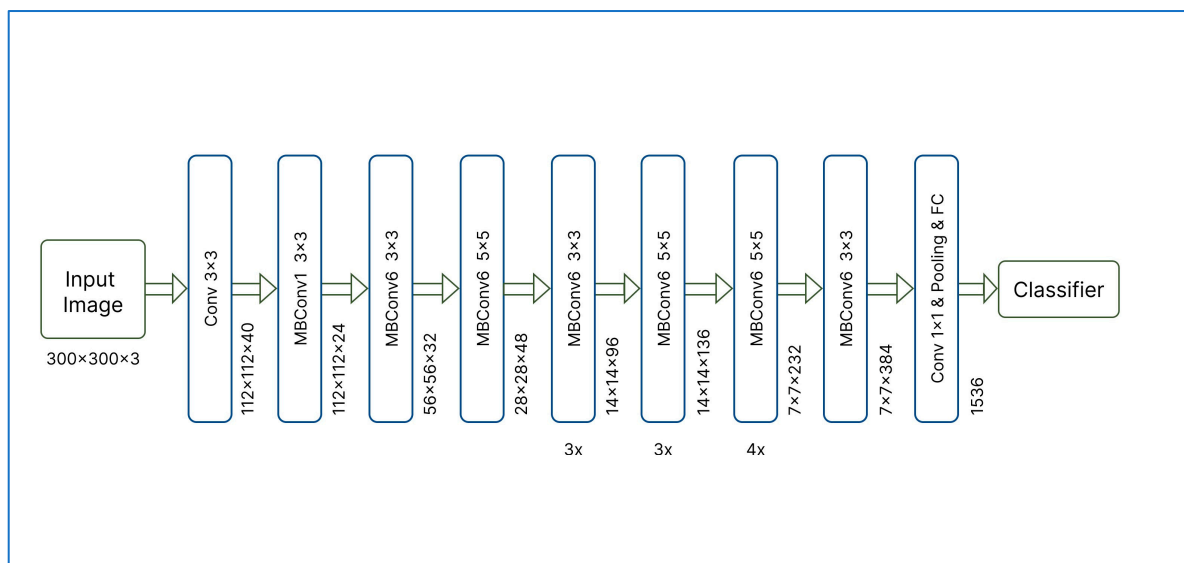 Input
Image
300×300×3
Conv 3×3
112×112×40
MBConv1 3×3
112×112×24
MBConv6 3×3
56×56×32
MBConv6 5×5
28×28×48
MBConv6 3×3
3x
14×14×96
MBConv6 5×5
3x
14×14×136
MBConv6 5×5
4x
7×7×232
MBConv6 3×3
7×7×384
Conv 1×1 & Pooling & FC
1536
Classifier